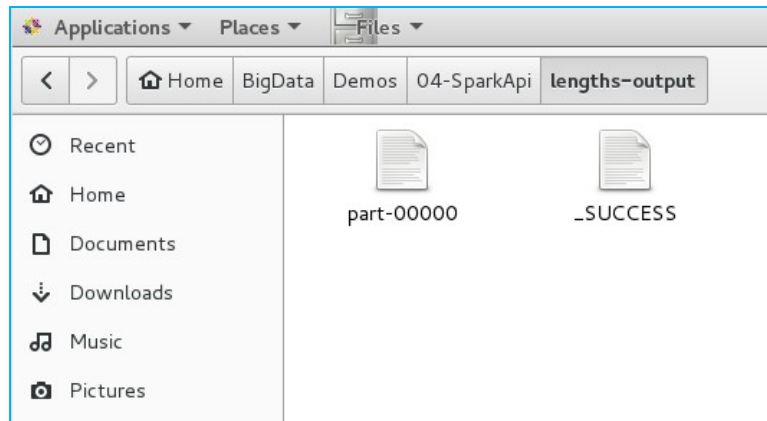 Applications Places Files
Home BigData Demos 04-SparkApi lengths-output
Recent
Home
Documents
Downloads
Music
Pictures
part-00000 _SUCCESS